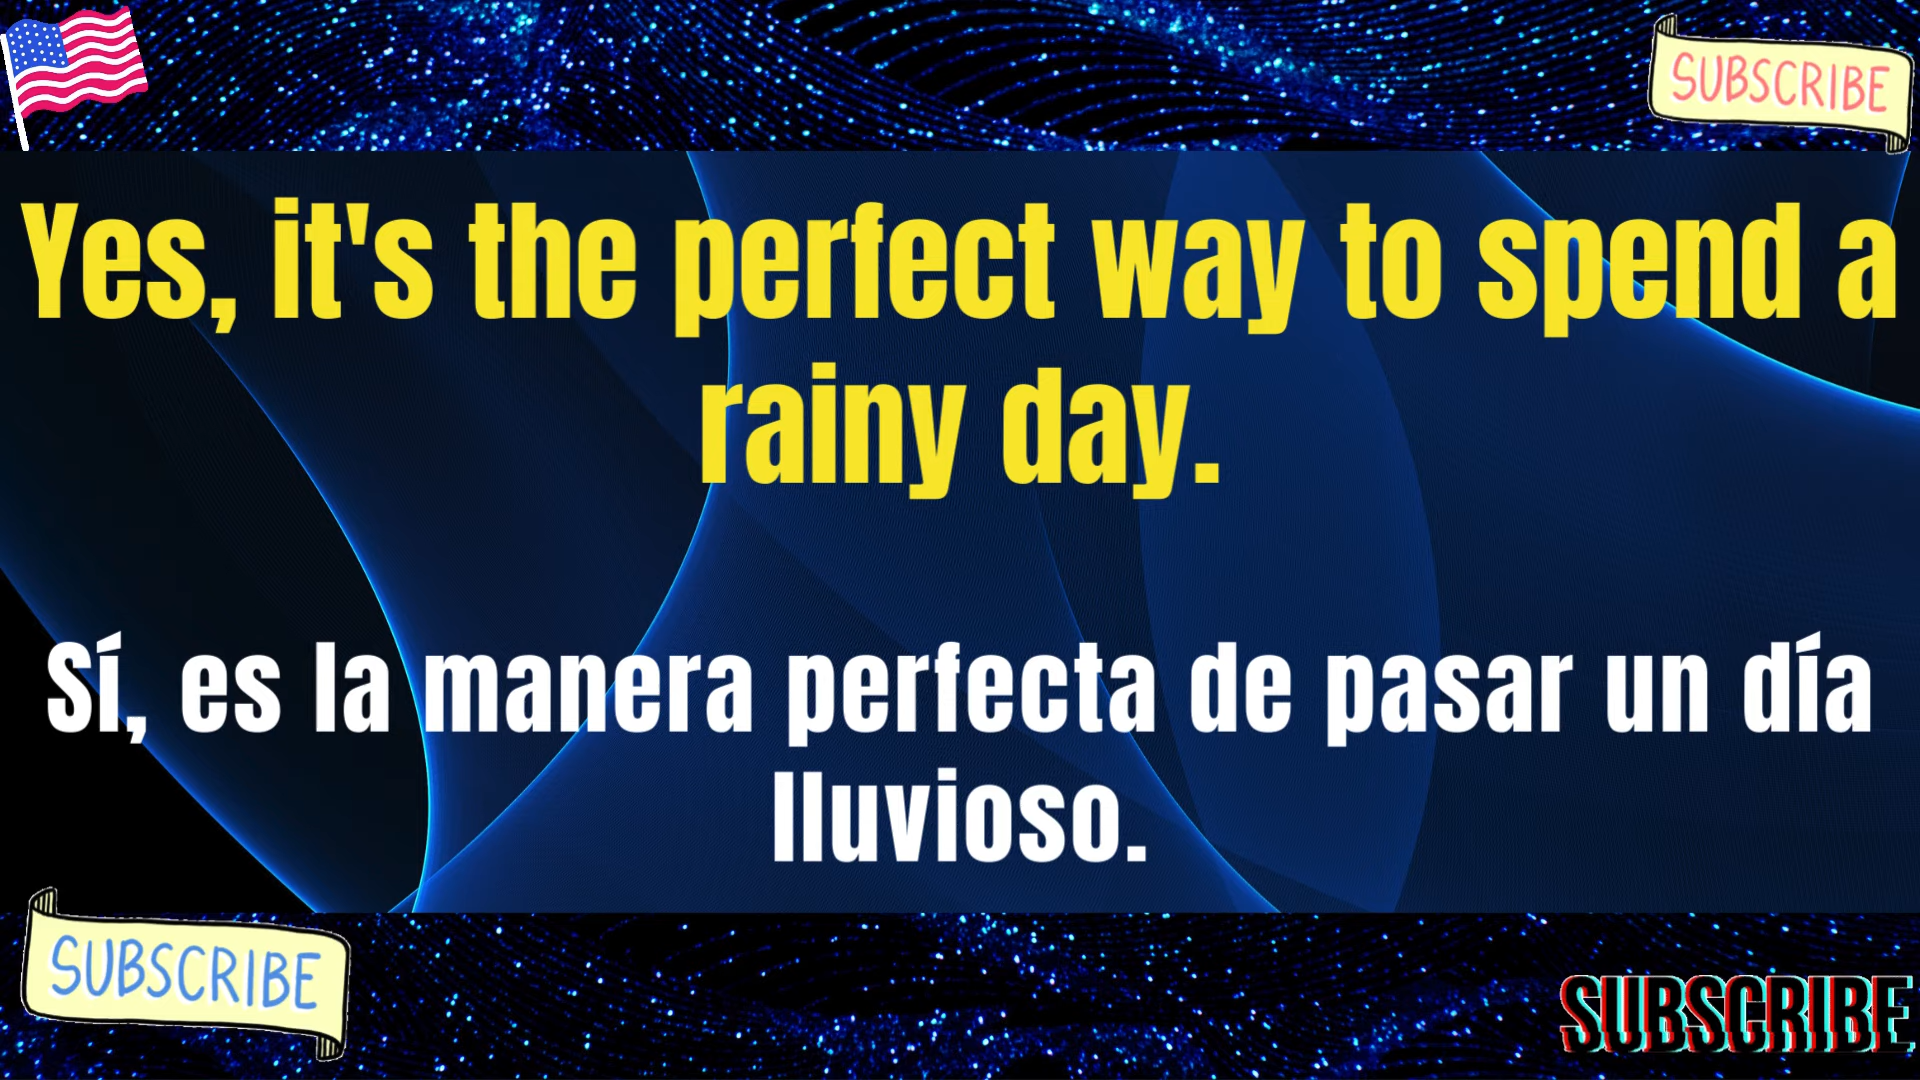 SUBSCRIBE
Yes, it's the perfect way to spend a
rainy day.
Sí, es la manera perfecta de pasar un día
lluvioso.
SUBSCRIBE
SUBSCRIBE